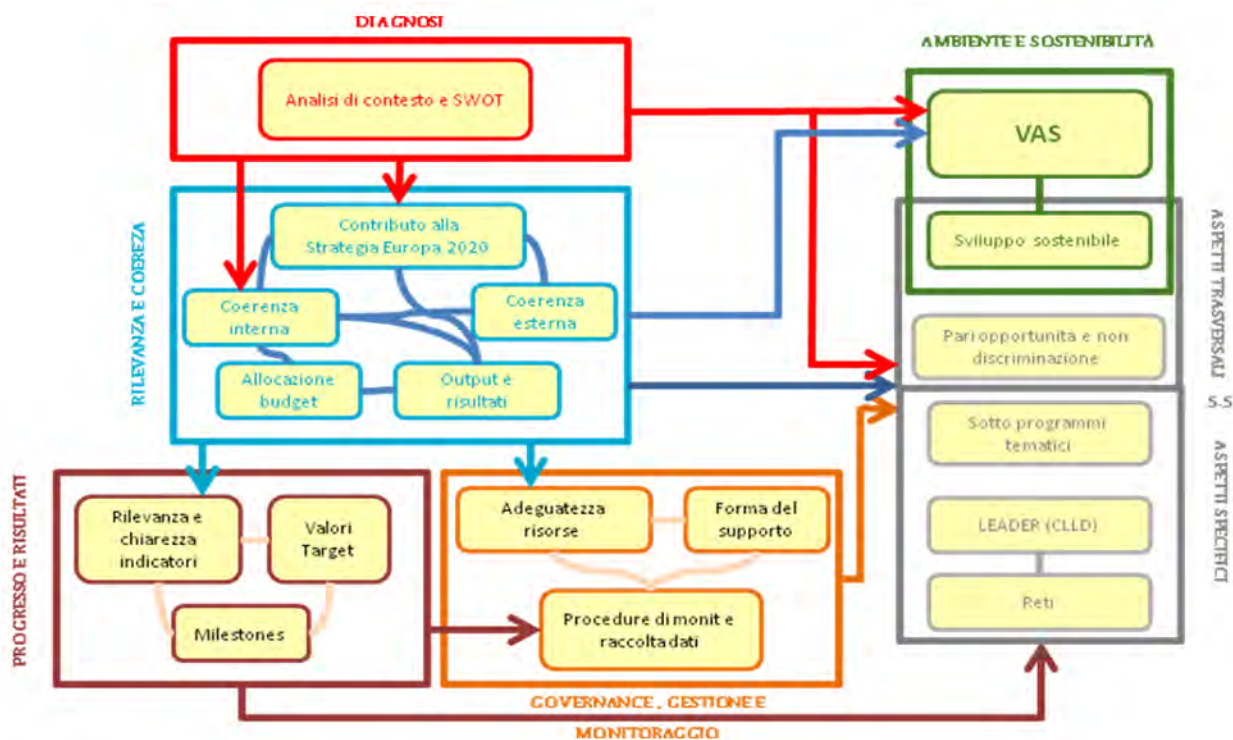 DIAGNOSI
Analisi di contesto e SWOT
AMBIENTE E SOSTENIBILITÀ
VAS
Sviluppo sostenibile
RILEVANZA E COEREZA
Contributo alla
Strategia Europa 2020
Coerenza
interna
Coerenza
esterna
Allocazione
budget
Output e
risultati
ASPETTI TRASVERSALI
Pari opportunità e non
discriminazione
5.5
ASPETTI SPECIFICI
Sotto programmi
tematici
LEADER (CLLD)
Reti
PROGRESSO E RISULTATI
Rilevanza e
chiarezza
indicatori
Valori
Target
Milestones
Adeguatezza
risorse
Forma del
supporto
Procedure di monit e
raccolta dati
GOVERNANCE, GESTIONE E
MONITORAGGIO